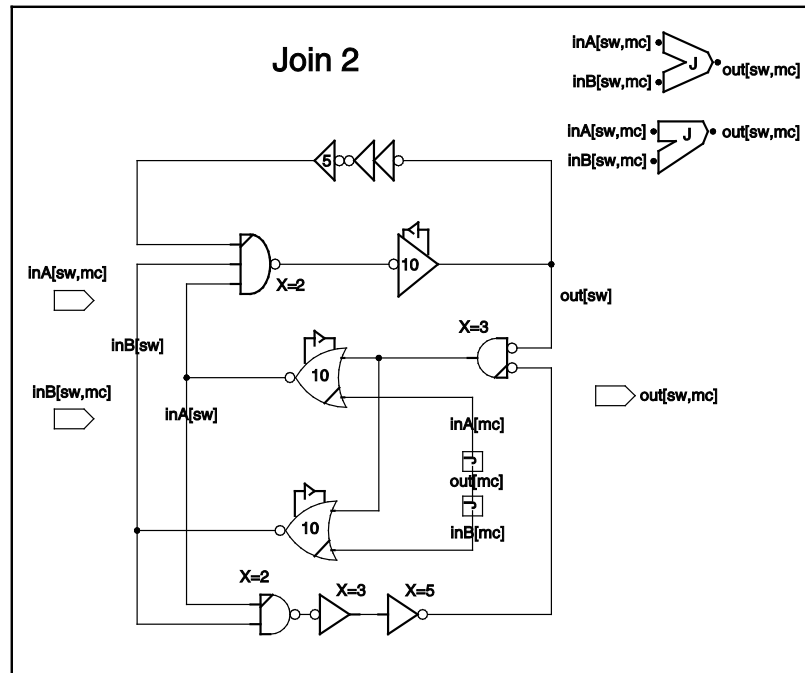 Join 2
inA[sw,mc]
J
out[sw,mc]
inB[sw,mc]
inA[sw,mc]
J
out[sw,mc]
inB[sw,mc]
5
inA[sw,mc]
X=2
10
out[sw]
X=3
inB[sw]
10
inB[sw,mc]
inA[sw]
out[sw,mc]
inA[mc]
J
out[mc]
J
inB[mc]
10
X=2
X=3
X=5